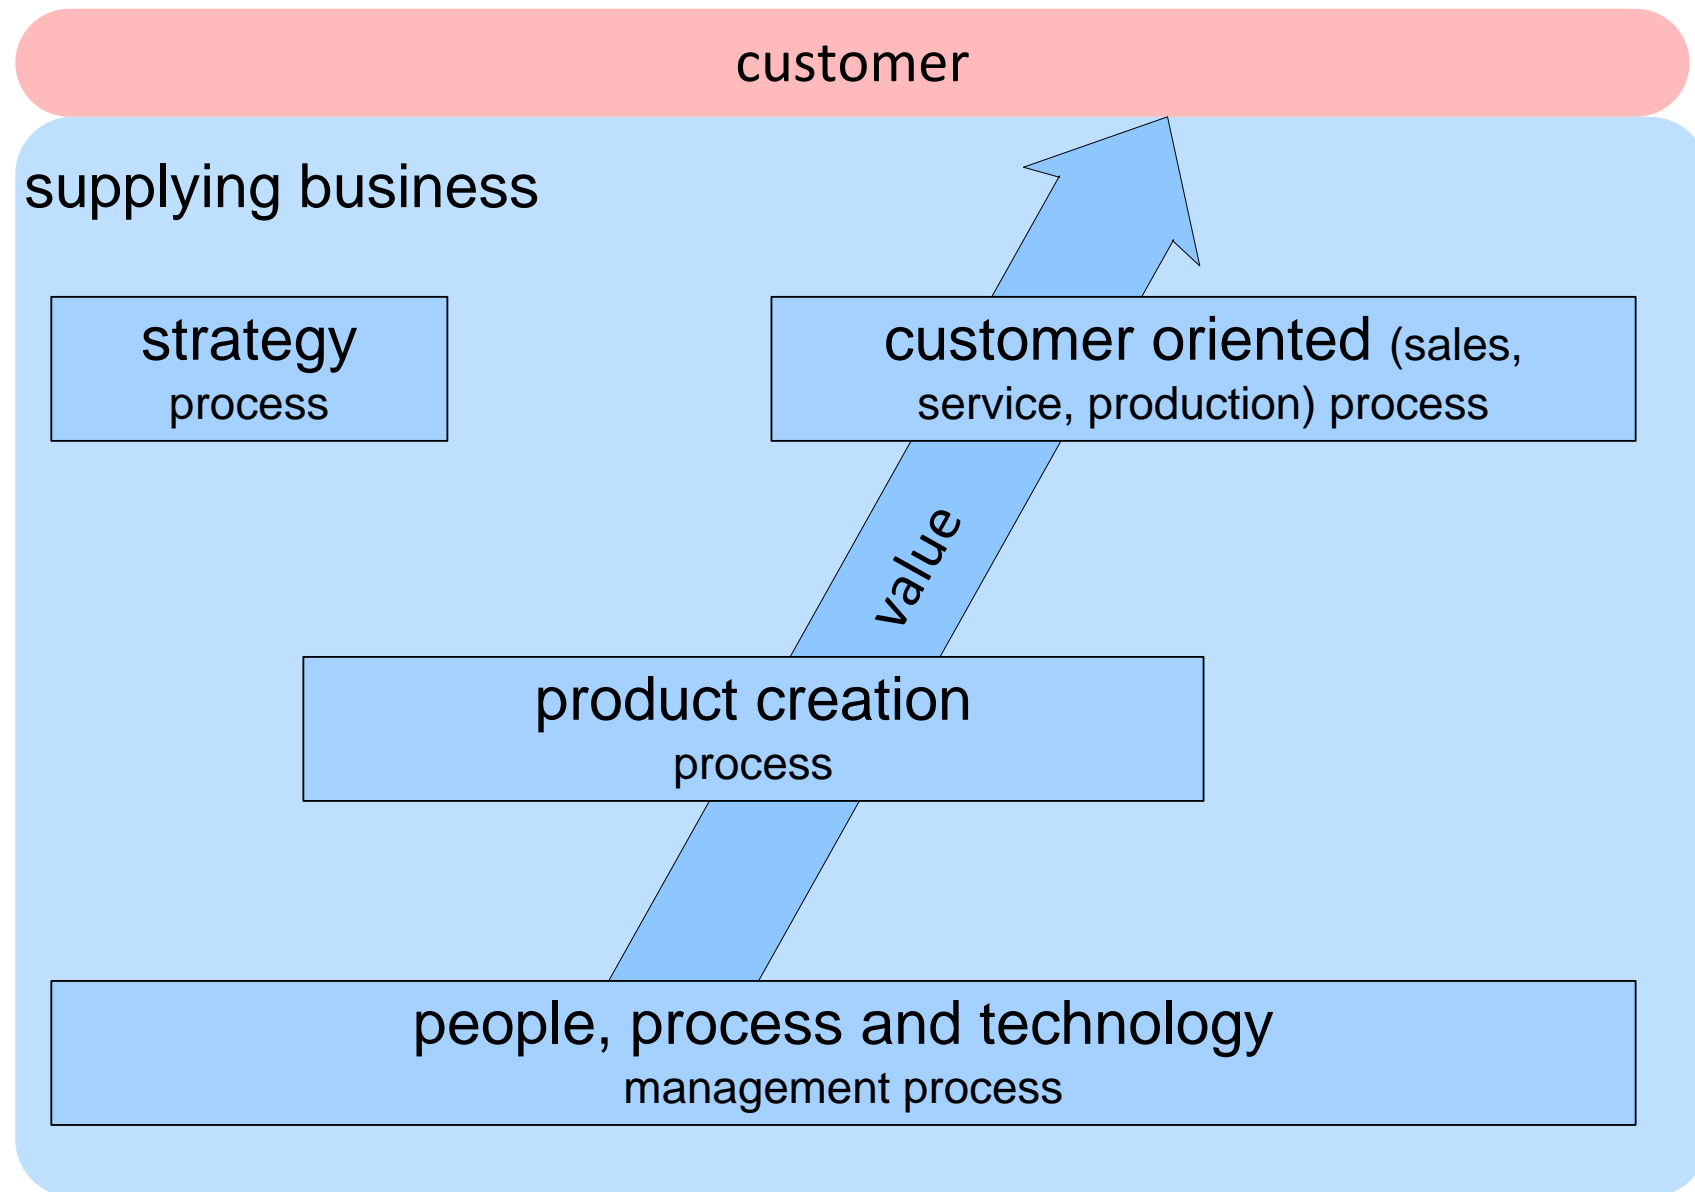 customer
supplying business
strategy
process
customer oriented (sales,
service, production) process
value
product creation
process
people, process and technology
management process